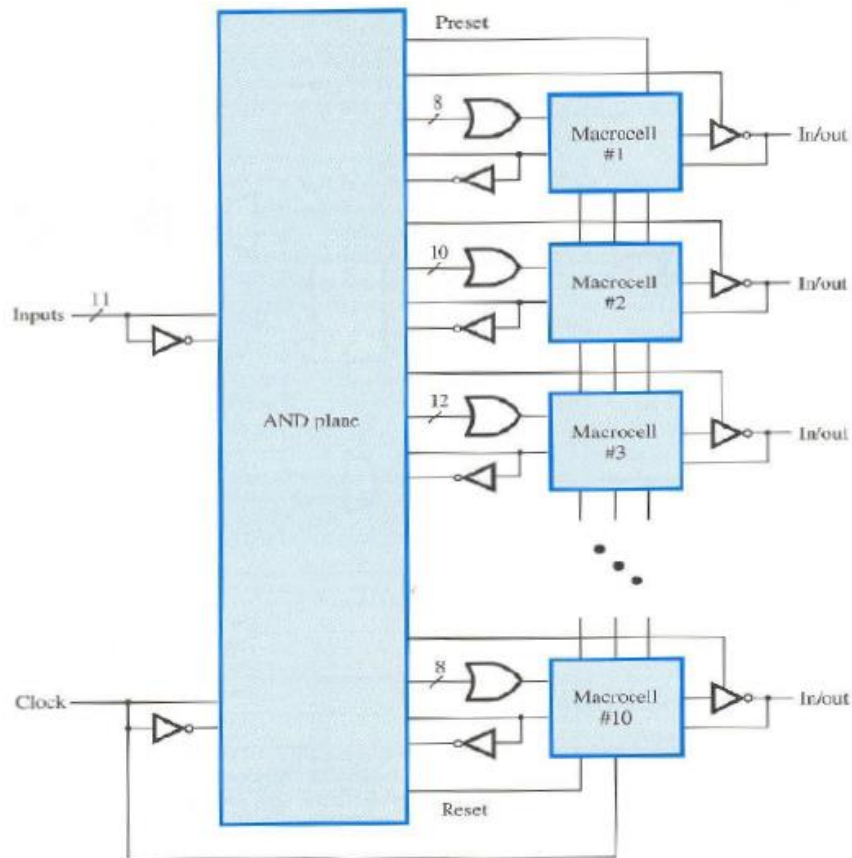 Preset
8
Macrocell
#1
In/out
10
Macrocell
#2
In/out
11
Inputs
12
AND plane
Macrocell
#3
In/out
8
Clock
Macrocell
#10
In/out
Reset